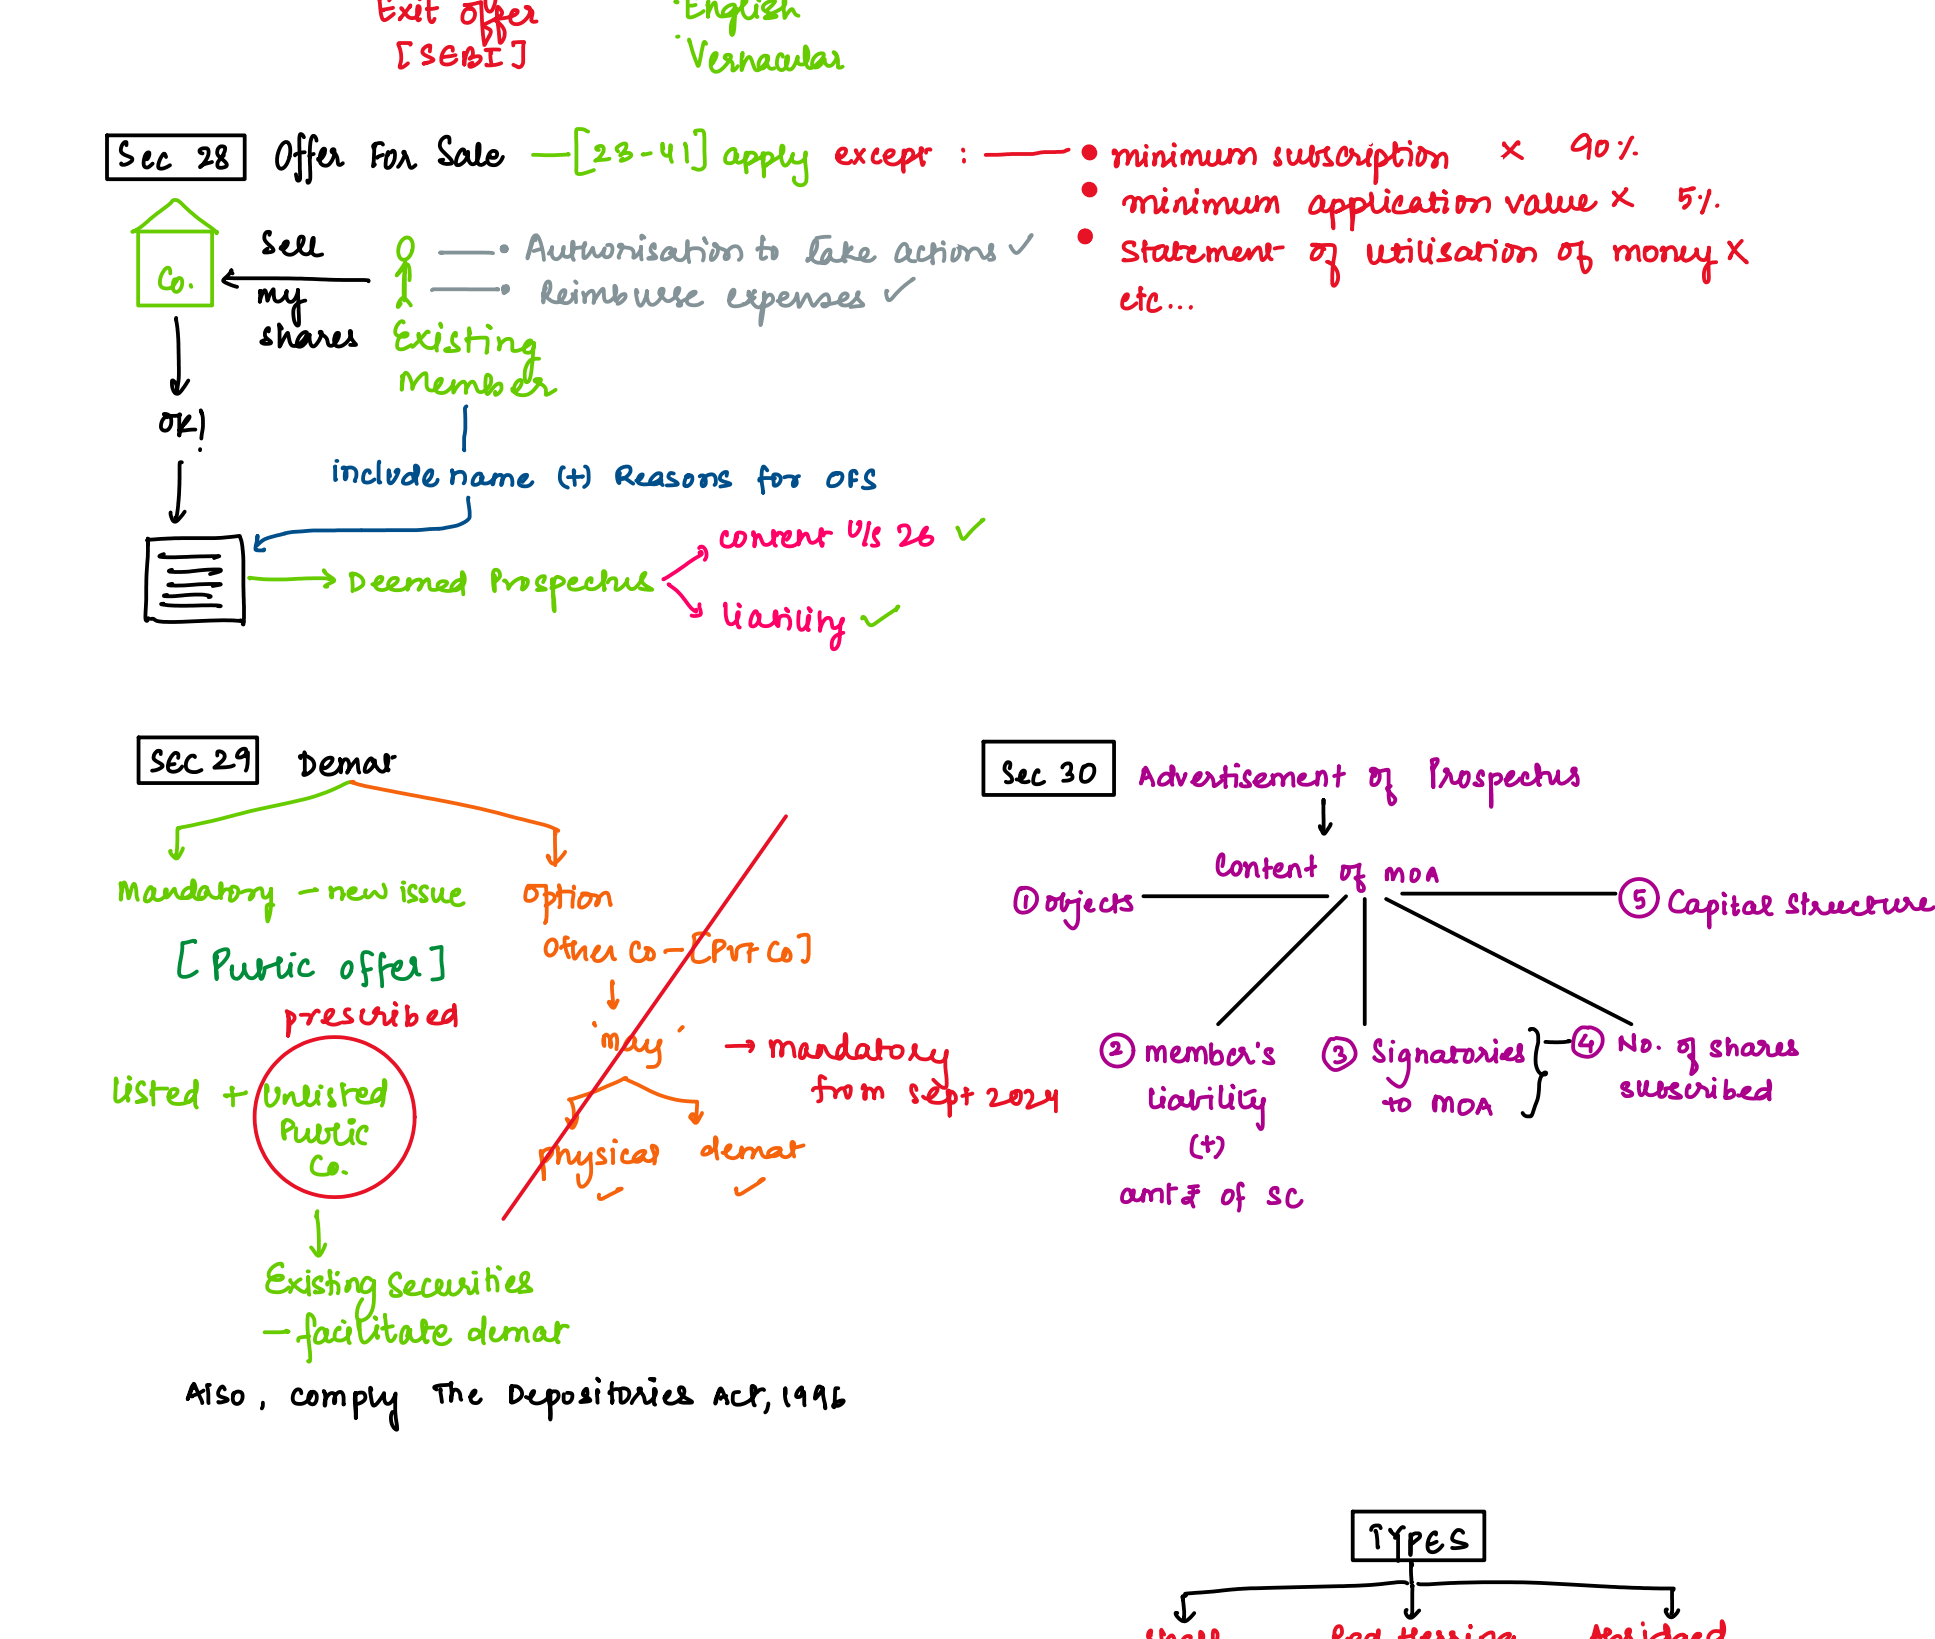 Exit Offer
[SEBI]
English
Vernacular
Sec 28 Offer For Sale — [23-41] apply except : • minimum subscription × 90%
• minimum application value × 5%
• Statement of utilisation of money ×
etc...
Co.
Sell
my
shares
• Authorisation to take actions ✓
• Reimburse expenses ✓
Existing
Member
OK!
include name (+) Reasons for OFS
Deemed Prospectus
content u/s 26 ✓
liability ✓
SEC 29 Demat
Mandatory - new issue
[Public offer]
prescribed
listed + Unlisted
Public
Co.
Existing Securities
- facilitate demat
Also, comply The Depositories Act, 1996
option
other co - [Pvt Co]
'may'
physical ✓ demat ✓
→ mandatory
from sept 2024
Sec 30 Advertisement of Prospectus
Content of MOA
① objects
② member's
liability
(+)
amt ₹ of SC
③ Signatories
to MOA
④ No. of shares
subscribed
⑤ Capital Structure
TYPES
Shelf
Red Herring
Abridged